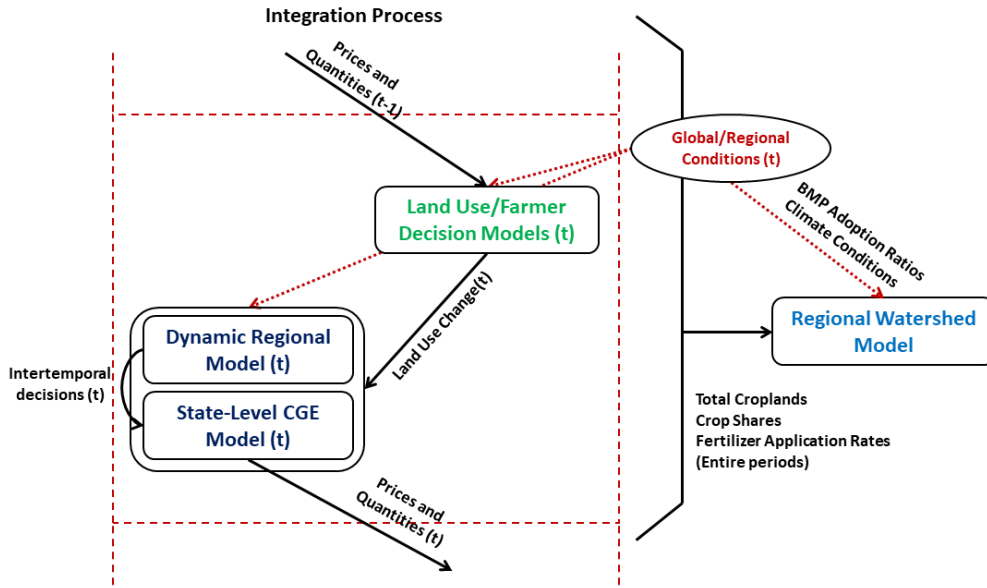 Integration Process
Prices and
Quantities (t-1)
Global/Regional
Conditions (t)
Land Use/Farmer
Decision Models (t)
BMP Adoption Ratios
Climate Conditions
Land Use Change(t)
Dynamic Regional
Model (t)
Intertemporal
decisions (t)
State-Level CGE
Model (t)
Regional Watershed
Model
Total Croplands
Crop Shares
Fertilizer Application Rates
(Entire periods)
Prices and
Quantities (t)